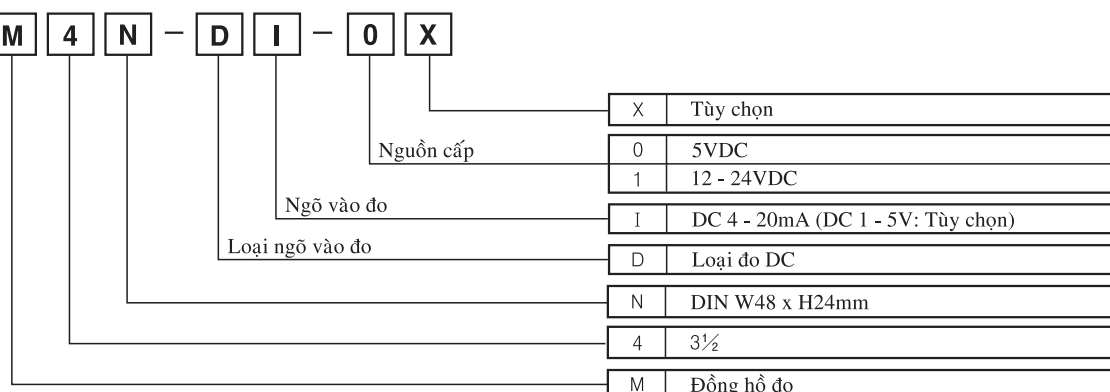 M 4 N - D I - 0 X
X Tùy chọn
Nguồn cấp 0 5VDC
1 12 - 24VDC
Ngõ vào đo
I DC 4 - 20mA (DC 1 - 5V: Tùy chọn)
Loại ngõ vào đo
D Loại đo DC
N DIN W48 x H24mm
4 3½
M Đồng hồ đo